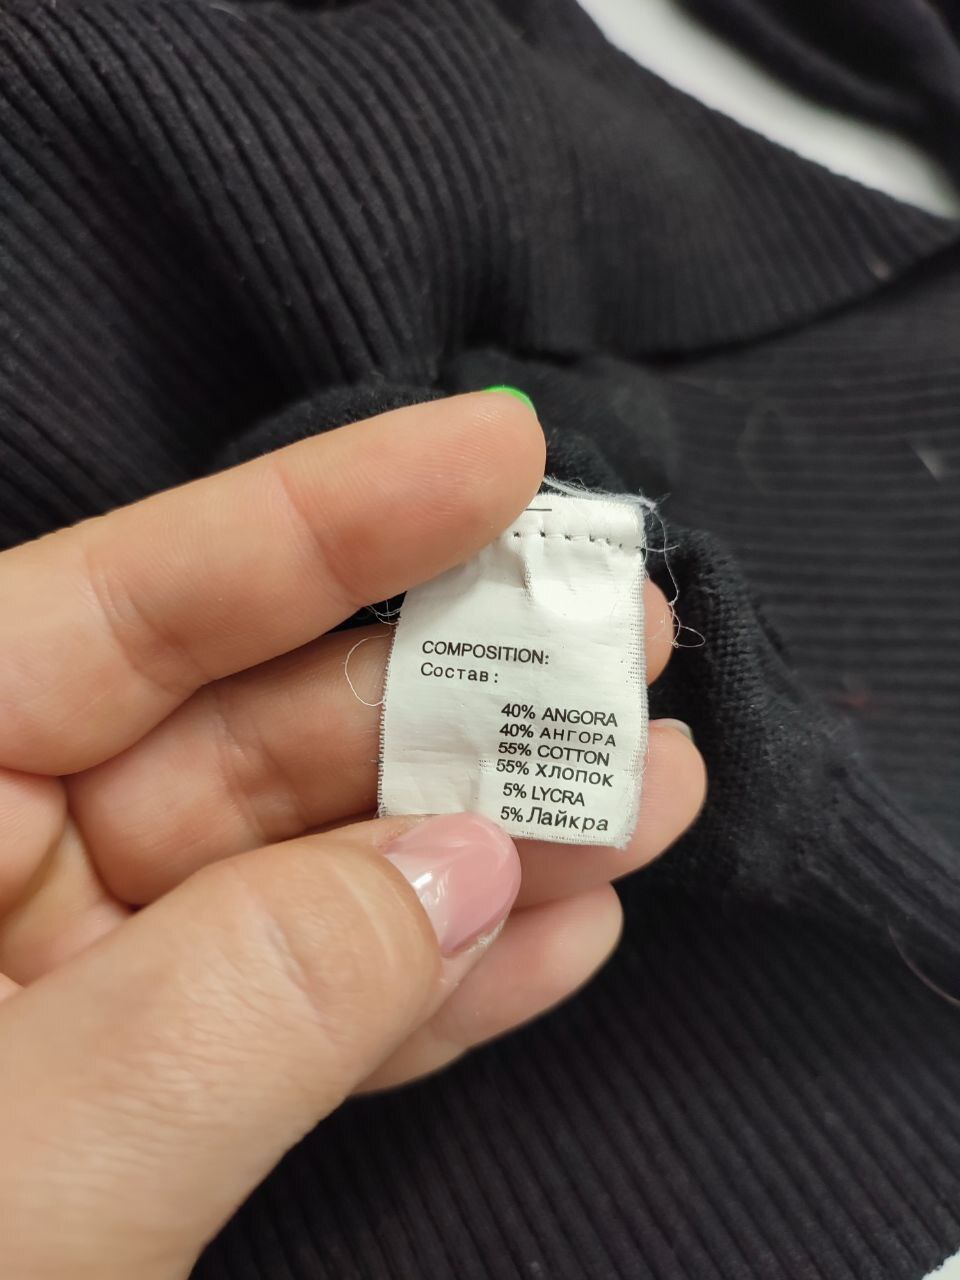 COMPOSITION:
Состав:
40% ANGORA
40% АНГОРА
55% COTTON
55% ХЛОПОК
5% LYCRA
5% Лайкра